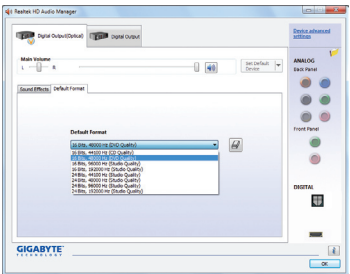 Realtek HD Audio Manager
Digital Output(Optical)
Digital Output
Device advanced
settings
Main Volume
L
R
Set Default
Device
ANALOG
Back Panel
Sound Effects
Default Format
Default Format
16 Bits, 48000 Hz (DVD Quality)
16 Bits, 44100 Hz (CD Quality)
16 Bits, 48000 Hz (DVD Quality)
16 Bits, 96000 Hz (Studio Quality)
16 Bits, 192000 Hz (Studio Quality)
24 Bits, 44100 Hz (Studio Quality)
24 Bits, 48000 Hz (Studio Quality)
24 Bits, 96000 Hz (Studio Quality)
24 Bits, 192000 Hz (Studio Quality)
Front Panel
DIGITAL
GIGABYTE™
TECHNOLOGY
i
OK